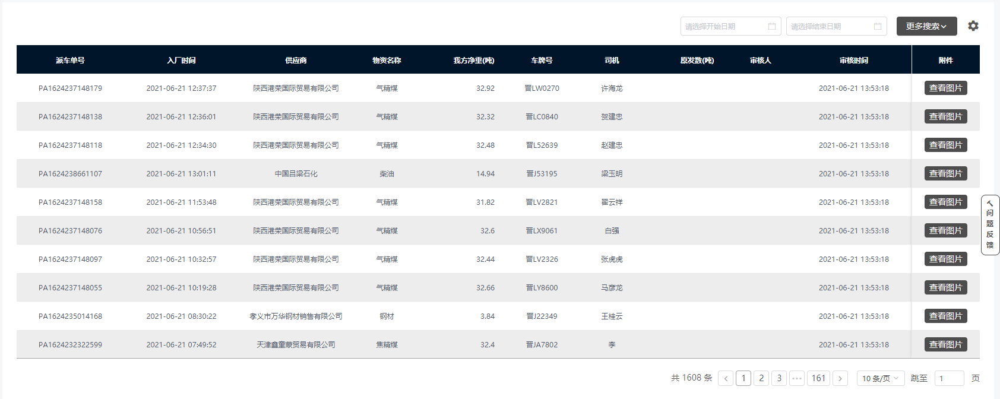 请选择开始日期 请选择结束日期 更多搜索
派车单号 入厂时间 供应商 物资名称 我方净重(吨) 车牌号 司机 原发数(吨) 审核人 审核时间 附件
PA1624237148179 2021-06-21 12:37:37 陕西港荣国际贸易有限公司 气精煤 32.92 晋LW0270 许海龙 2021-06-21 13:53:18 查看图片
PA1624237148138 2021-06-21 12:36:01 陕西港荣国际贸易有限公司 气精煤 32.32 晋LC0840 贺建忠 2021-06-21 13:53:18 查看图片
PA1624237148118 2021-06-21 12:34:30 陕西港荣国际贸易有限公司 气精煤 32.48 晋L52639 赵建忠 2021-06-21 13:53:18 查看图片
PA1624238661107 2021-06-21 13:01:11 中国吕梁石化 柴油 14.94 晋J53195 梁玉明 2021-06-21 13:53:18 查看图片
PA1624237148158 2021-06-21 11:53:48 陕西港荣国际贸易有限公司 气精煤 31.82 晋LV2821 翟云祥 2021-06-21 13:53:18 查看图片
PA1624237148076 2021-06-21 10:56:51 陕西港荣国际贸易有限公司 气精煤 32.6 晋LX9061 白强 2021-06-21 13:53:18 查看图片
PA1624237148097 2021-06-21 10:32:57 陕西港荣国际贸易有限公司 气精煤 32.44 晋LV2326 张虎虎 2021-06-21 13:53:18 查看图片
PA1624237148055 2021-06-21 10:19:28 陕西港荣国际贸易有限公司 气精煤 32.66 晋LY8600 马彦龙 2021-06-21 13:53:18 查看图片
PA1624235014168 2021-06-21 08:30:22 孝义市万华钢材销售有限公司 钢材 3.84 晋J22349 王桂云 2021-06-21 13:53:18 查看图片
PA1624232322599 2021-06-21 07:49:52 天津鑫童蒙贸易有限公司 焦精煤 32.4 晋JA7802 李 2021-06-21 13:53:18 查看图片
问题反馈
共 1608 条 < 1 2 3 ••• 161 > 10 条/页 跳至 1 页